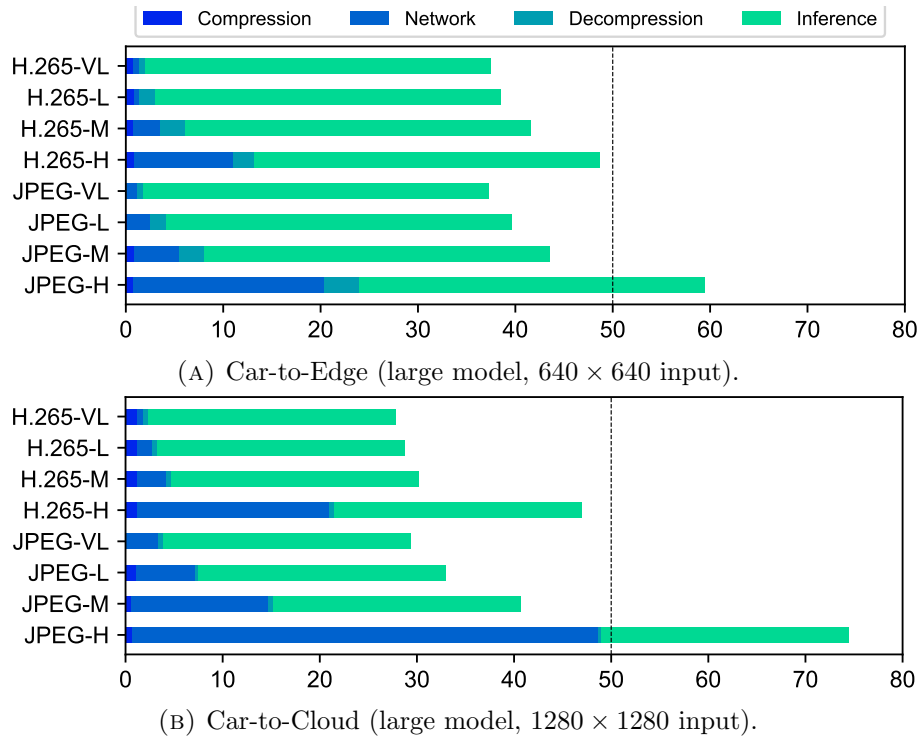 Compression Network Decompression Inference
H.265-VL
H.265-L
H.265-M
H.265-H
JPEG-VL
JPEG-L
JPEG-M
JPEG-H
0 10 20 30 40 50 60 70 80
(A) Car-to-Edge (large model, 640 × 640 input).
H.265-VL
H.265-L
H.265-M
H.265-H
JPEG-VL
JPEG-L
JPEG-M
JPEG-H
0 10 20 30 40 50 60 70 80
(B) Car-to-Cloud (large model, 1280 × 1280 input).